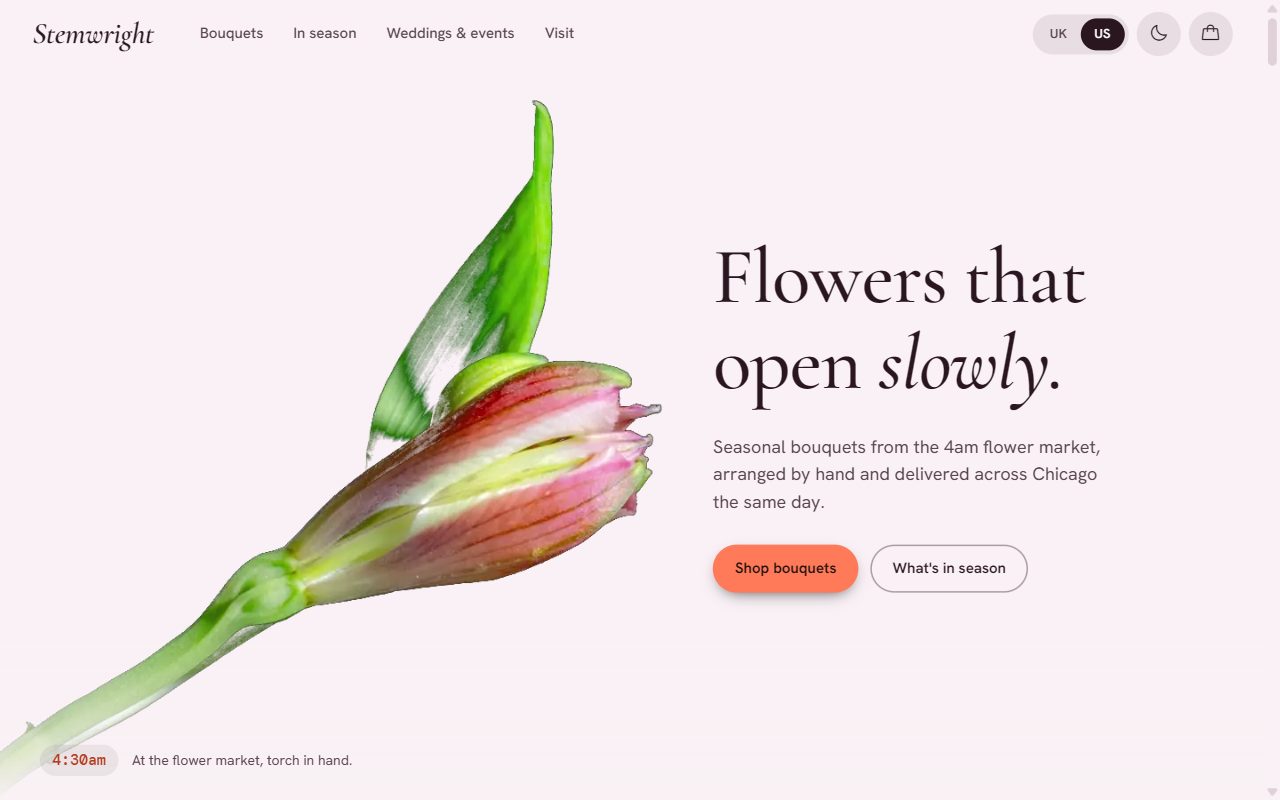 Stemwright
Bouquets
In season
Weddings & events
Visit
UK
US
Flowers that
open slowly.
Seasonal bouquets from the 4am flower market,
arranged by hand and delivered across Chicago
the same day.
Shop bouquets
What's in season
4:30am
At the flower market, torch in hand.